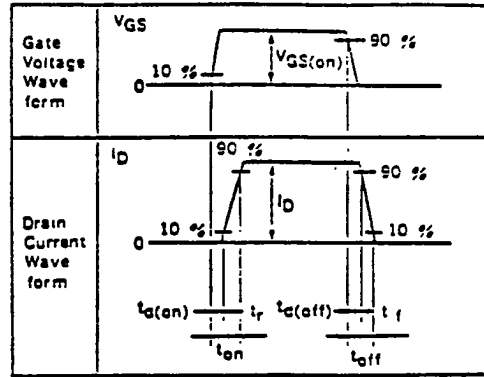 Gate
Voltage
Wave
form
VGS
10 %
0
VGS(on)
90 %
Drain
Current
Wave
form
ID
90 %
10 %
0
ID
90 %
10 %
td(on)
tr
td(off)
tf
ton
toff